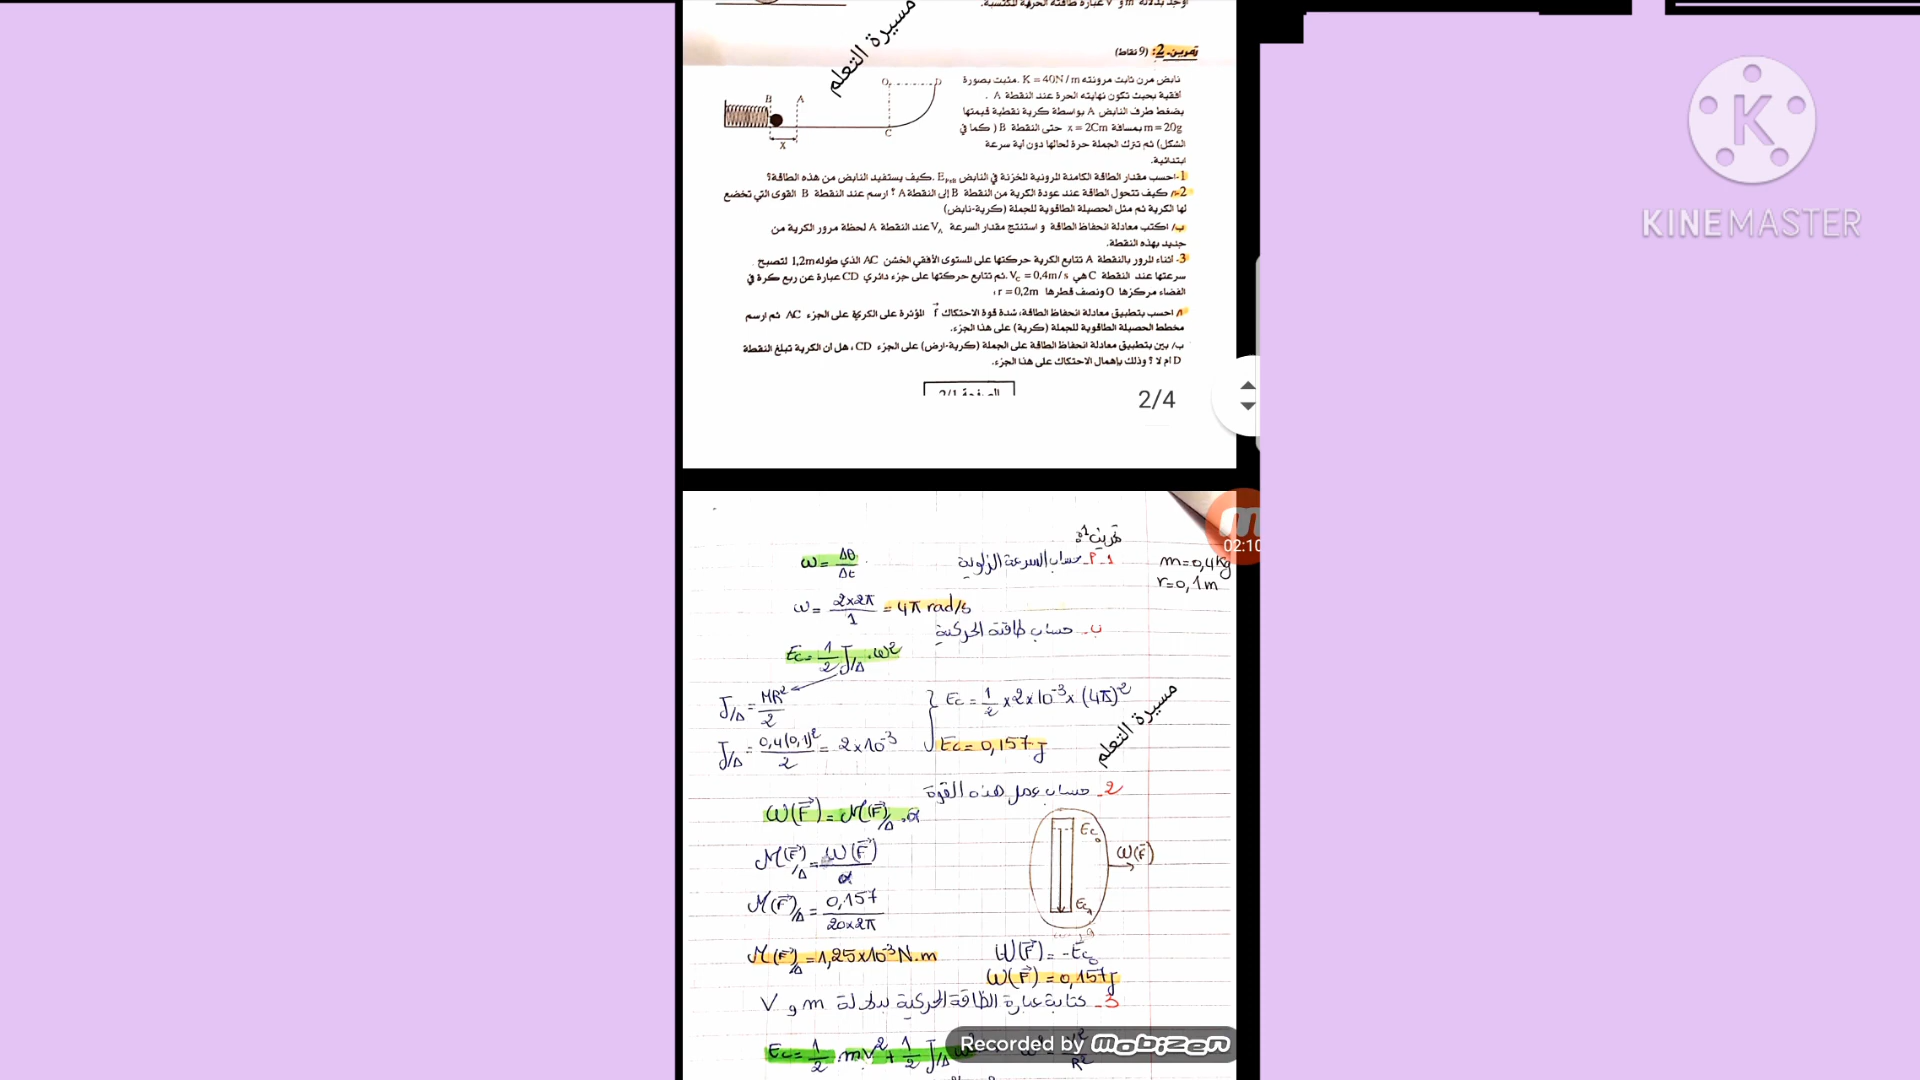 تمرين 2: (9 نقاط)
نابض مرن ثابت مرونته K = 40N/m .مثبت بصورة
أفقية بحيث تكون نهايته الحرة عند النقطة A .
يضغط طرف النابض A بواسطة كرية نقطية قيمتها
m = 20g بمسافة x = 2Cm حتى النقطة B ( كما في
الشكل) ثم تترك الجملة حرة لحالها دون أية سرعة
ابتدائية.
B A
X
O D
C
مسيرة التعلم
1-احسب مقدار الطاقة الكامنة المرونية المخزنة في النابض .كيف يستفيد النابض من هذه الطاقة؟
2-أ/ كيف تتحول الطاقة عند عودة الكرية من النقطة B إلى النقطة A ؟ ارسم عند النقطة B القوى التي تخضع
لها الكرية ثم مثل الحصيلة الطاقوية للجملة (كرية-نابض)
ب/ اكتب معادلة انحفاظ الطاقة و استنتج مقدار السرعة VA عند النقطة A لحظة مرور الكرية من
جديد بهذه النقطة.
3- أثناء المرور بالنقطة A تتابع الكرية حركتها على المستوى الأفقي الخشن AC الذي طوله 1,2m لتصبح
سرعتها عند النقطة C هي VC = 0,4m/s .ثم تتابع حركتها على جزء دائري CD عبارة عن ربع كرة في
الفضاء مركزها O ونصف قطرها r = 0,2m ،
أ/ احسب بتطبيق معادلة انحفاظ الطاقة، شدة قوة الاحتكاك f المؤثرة على الكرية على الجزء AC ثم ارسم
مخطط الحصيلة الطاقوية للجملة (كرية) على هذا الجزء.
ب/ بين بتطبيق معادلة انحفاظ الطاقة على الجملة (كرية-ارض) على الجزء CD ، هل أن الكرية تبلغ النقطة
D ام لا ؟ وذلك بإهمال الاحتكاك على هذا الجزء.
2/4
K
KINEMASTER
02:10
تمرين 1:
m=0,4Kg
r=0,1m
1-أ- حساب السرعة الزاوية
ω = Δθ/Δt
ω = 2×2π/1 = 4π rad/s
ب- حساب طاقته الحركية
Ec = 1/2 J/Δ . ω²
J/Δ = MR²/2
Ec = 1/2 × 2×10⁻³ × (4π)²
J/Δ = 0,4(0,1)²/2 = 2×10⁻³
Ec = 0,157 J
مسيرة التعلم
2- حساب عمل هذه القوة
W(F) = M(F)/Δ . α
M(F)/Δ = W(F)/α
M(F)/Δ = 0,157/20×2π
M(F)/Δ = 1,25×10⁻³ N.m
Ec0
W(F)
Ec1
W(F) = -Ec0
W(F) = 0,157J
3- كتابة عبارة الطاقة الحركية بدلالة m و V
Ec = 1/2 . mv² + 1/2 J/Δ ω²
Recorded by Mobizen